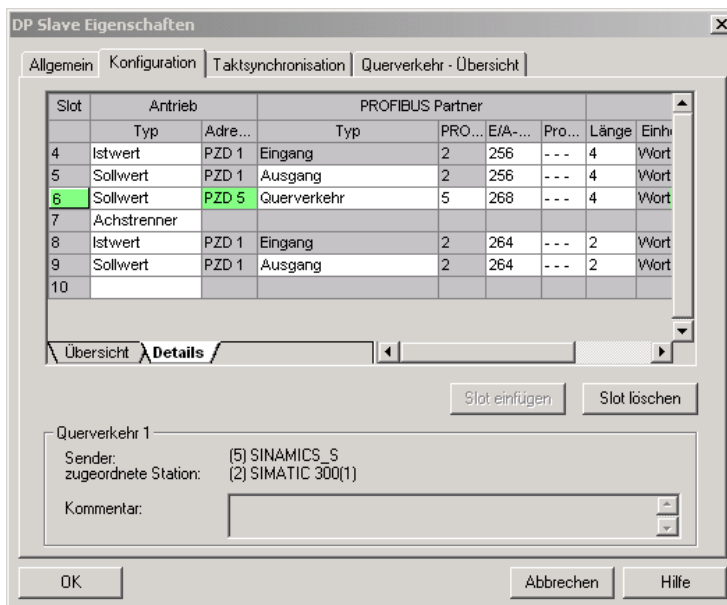 DP Slave Eigenschaften
Allgemein Konfiguration Taktsynchronisation Querverkehr - Übersicht
Slot Antrieb PROFIBUS Partner
Typ Adre... Typ PRO... E/A-... Pro... Länge Einhe
4 Istwert PZD 1 Eingang 2 256 --- 4 Wort
5 Sollwert PZD 1 Ausgang 2 256 --- 4 Wort
6 Sollwert PZD 5 Querverkehr 5 268 --- 4 Wort
7 Achstrenner
8 Istwert PZD 1 Eingang 2 264 --- 2 Wort
9 Sollwert PZD 1 Ausgang 2 264 --- 2 Wort
10
Übersicht Details
Slot einfügen Slot löschen
Querverkehr 1
Sender: (5) SINAMICS_S
zugeordnete Station: (2) SIMATIC 300(1)
Kommentar:
OK Abbrechen Hilfe